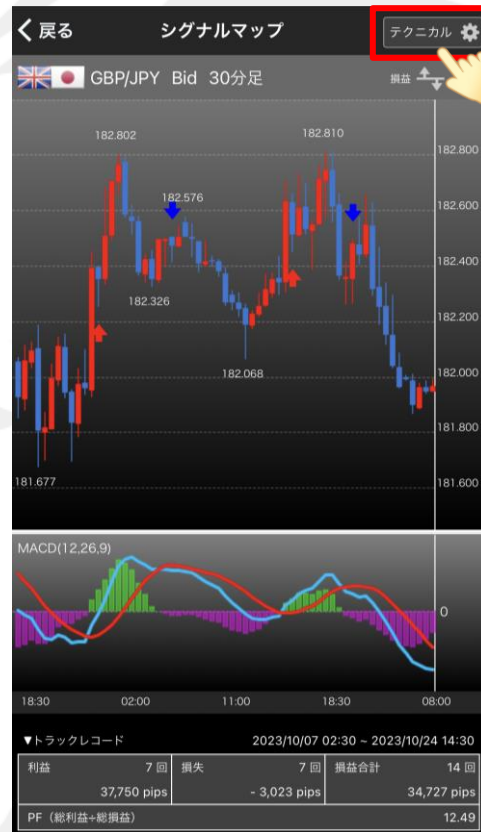 戻る シグナルマップ テクニカル
GBP/JPY Bid 30分足 損益
182.802 182.810
182.800
182.576 182.600
182.400
182.326
182.200
182.068 182.000
181.800
181.677 181.600
MACD(12,26,9)
0
18:30 02:00 11:00 18:30 08:00
▼トラックレコード 2023/10/07 02:30 ~ 2023/10/24 14:30
利益 7 回 損失 7 回 損益合計 14 回
37,750 pips - 3,023 pips 34,727 pips
PF（総利益÷総損益） 12.49